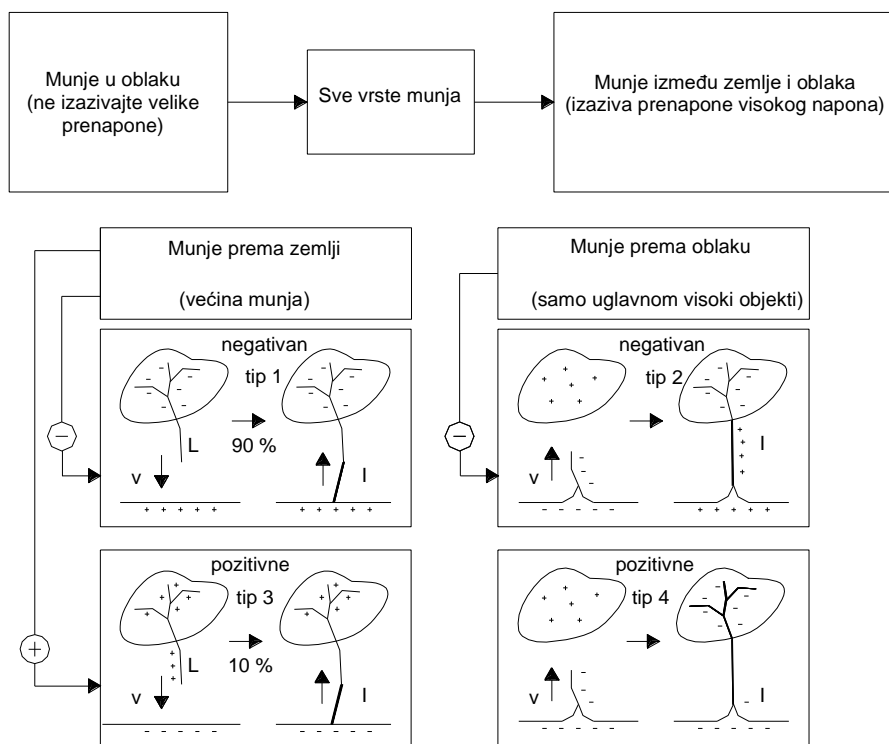 Munje u oblaku
(ne izazivajte velike
prenapone)
Sve vrste munja
Munje između zemlje i oblaka
(izaziva prenapone visokog napona)
Munje prema zemlji
(većina munja)
Munje prema oblaku
(samo uglavnom visoki objekti)
negativan
tip 1
L
90 %
v
I
negativan
tip 2
v
I
pozitivne
tip 3
L
10 %
v
I
pozitivne
tip 4
v
I